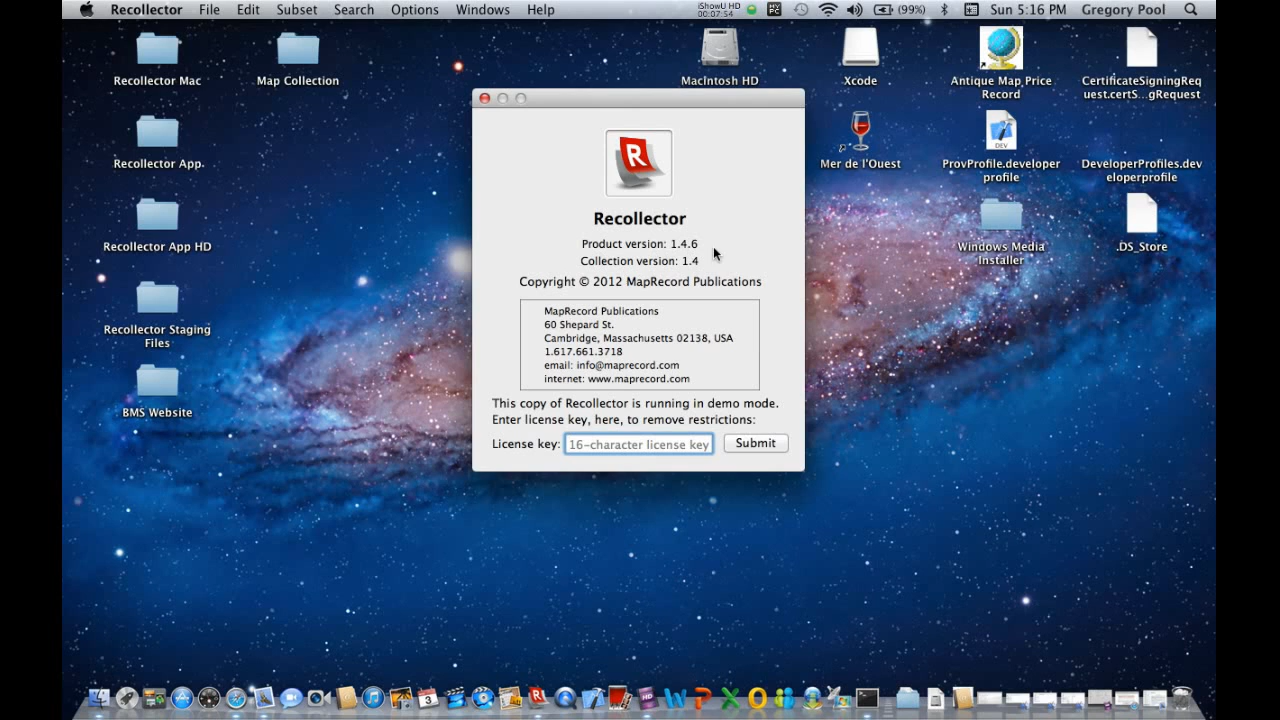 Recollector File Edit Subset Search Options Windows Help
iShowU HD
00:07:54
(99%)
Sun 5:16 PM Gregory Pool
Recollector Mac
Map Collection
MacIntosh HD
Xcode
Antique Map Price
Record
CertificateSigningReq
uest.certS...gRequest
Recollector App.
Mer de l'Ouest
DEV
ProvProfile.developer
profile
DeveloperProfiles.dev
eloperprofile
Recollector App HD
Windows Media
Installer
.DS_Store
Recollector Staging
Files
BMS Website
R
Recollector
Product version: 1.4.6
Collection version: 1.4
Copyright © 2012 MapRecord Publications
MapRecord Publications
60 Shepard St.
Cambridge, Massachusetts 02138, USA
1.617.661.3718
email: info@maprecord.com
internet: www.maprecord.com
This copy of Recollector is running in demo mode.
Enter license key, here, to remove restrictions:
License key: 16-character license key Submit